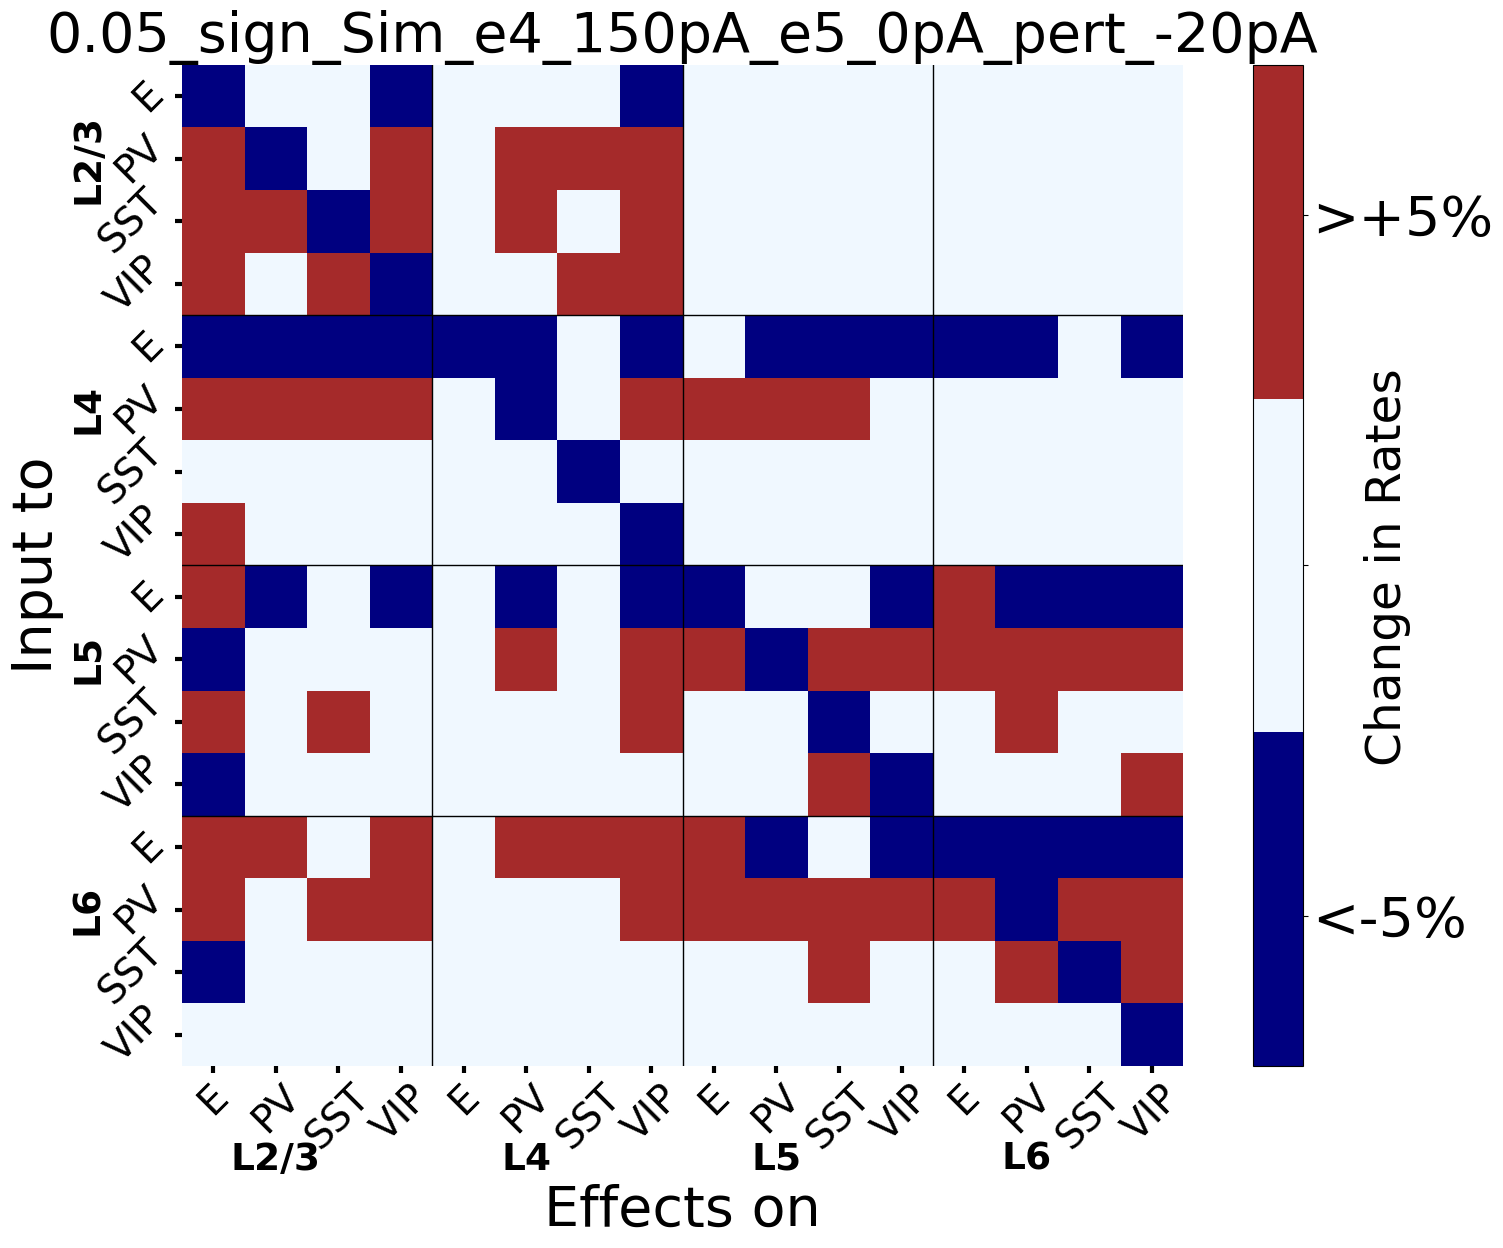 0.05_sign_Sim_e4_150pA_e5_0pA_pert_-20pA
Input to
L2/3
E
PV
SST
VIP
L4
E
PV
SST
VIP
L5
E
PV
SST
VIP
L6
E
PV
SST
VIP
E PV SST VIP E PV SST VIP E PV SST VIP E PV SST VIP
L2/3 L4 L5 L6
Effects on
>+5%
<-5%
Change in Rates